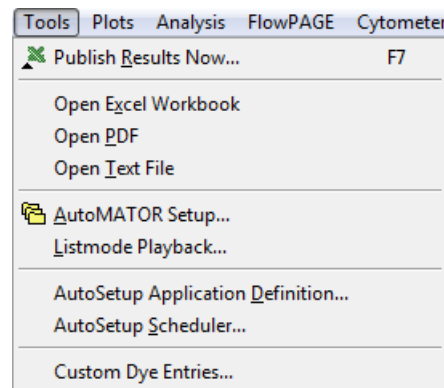 Tools Plots Analysis FlowPAGE Cytometer
Publish Results Now... F7
Open Excel Workbook
Open PDF
Open Text File
AutoMATOR Setup...
Listmode Playback...
AutoSetup Application Definition...
AutoSetup Scheduler...
Custom Dye Entries...